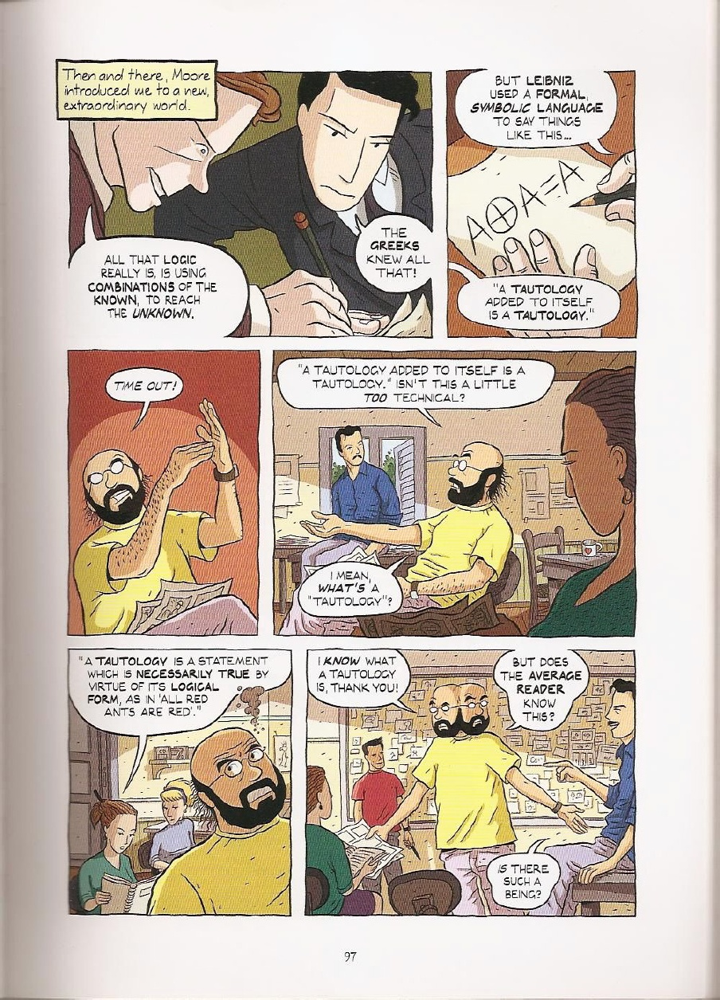 Then and there, Moore
introduced me to a new,
extraordinary world.
ALL THAT LOGIC
REALLY IS, IS USING
COMBINATIONS OF THE
KNOWN, TO REACH
THE UNKNOWN.
THE
GREEKS
KNEW ALL
THAT!
BUT LEIBNIZ
USED A FORMAL,
SYMBOLIC LANGUAGE
TO SAY THINGS
LIKE THIS...
A⊕A=A
"A TAUTOLOGY
ADDED TO ITSELF
IS A TAUTOLOGY."
TIME OUT!
"A TAUTOLOGY ADDED TO ITSELF IS A
TAUTOLOGY." ISN'T THIS A LITTLE
TOO TECHNICAL?
I MEAN,
WHAT'S A
"TAUTOLOGY"?
"A TAUTOLOGY IS A STATEMENT
WHICH IS NECESSARILY TRUE BY
VIRTUE OF ITS LOGICAL
FORM, AS IN 'ALL RED
ANTS ARE RED'."
I KNOW WHAT
A TAUTOLOGY
IS, THANK YOU!
BUT DOES
THE AVERAGE
READER
KNOW
THIS?
IS THERE
SUCH A
BEING?
97